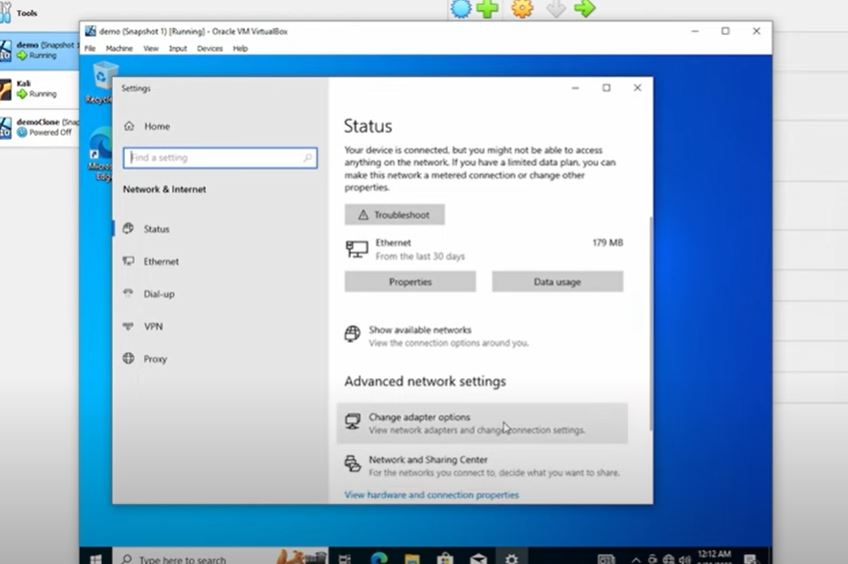 Tools
demo (Snapshot 1)
Running
Kali
Running
demoClone (Snap
Powered Off
demo (Snapshot 1) [Running] - Oracle VM VirtualBox
File Machine View Input Devices Help
Recycle
Microsoft
Edge
Settings
Home
Find a setting
Network & Internet
Status
Ethernet
Dial-up
VPN
Proxy
Status
Your device is connected, but you might not be able to access
anything on the network. If you have a limited data plan, you can
make this network a metered connection or change other
properties.
Troubleshoot
Ethernet
From the last 30 days
179 MB
Properties
Data usage
Show available networks
View the connection options around you.
Advanced network settings
Change adapter options
View network adapters and change connection settings.
Network and Sharing Center
For the networks you connect to, decide what you want to share.
View hardware and connection properties
Type here to search
12:12 AM